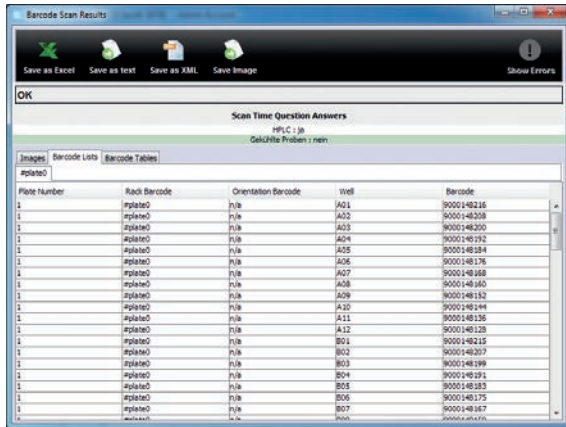 Barcode Scan Results
Save as Excel Save as text Save as XML Save Image Show Errors
OK
Scan Time Question Answers
HPLC : ja
Gekühlte Proben : nein
Images Barcode Lists Barcode Tables
#plate0
Plate Number Rack Barcode Orientation Barcode Well Barcode
1 #plate0 n/a A01 9000148216
1 #plate0 n/a A02 9000148208
1 #plate0 n/a A03 9000148200
1 #plate0 n/a A04 9000148192
1 #plate0 n/a A05 9000148184
1 #plate0 n/a A06 9000148176
1 #plate0 n/a A07 9000148168
1 #plate0 n/a A08 9000148160
1 #plate0 n/a A09 9000148152
1 #plate0 n/a A10 9000148144
1 #plate0 n/a A11 9000148136
1 #plate0 n/a A12 9000148128
1 #plate0 n/a B01 9000148215
1 #plate0 n/a B02 9000148207
1 #plate0 n/a B03 9000148199
1 #plate0 n/a B04 9000148191
1 #plate0 n/a B05 9000148183
1 #plate0 n/a B06 9000148175
1 #plate0 n/a B07 9000148167